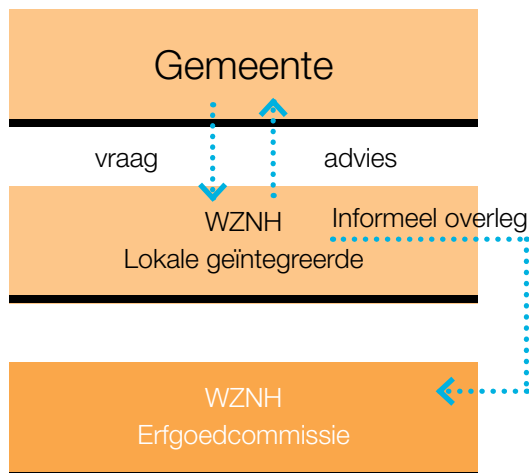 Gemeente
vraag
advies
WZNH
Informeel overleg
Lokale geïntegreerde
WZNH
Erfgoedcommissie